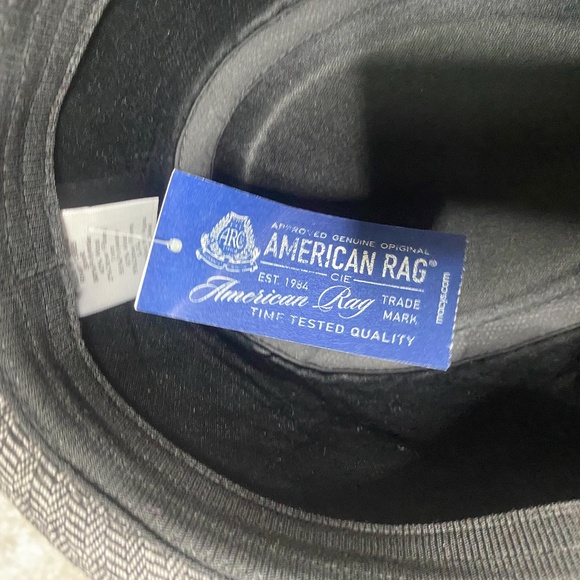 ARC
APPROVED GENUINE ORIGINAL
AMERICAN RAG®
CIE
EST. 1984
American Rag
TRADE
MARK
TIME TESTED QUALITY
macys.com